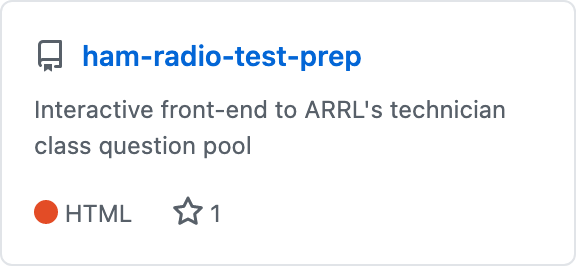 ham-radio-test-prep
Interactive front-end to ARRL's technician
class question pool
HTML 1